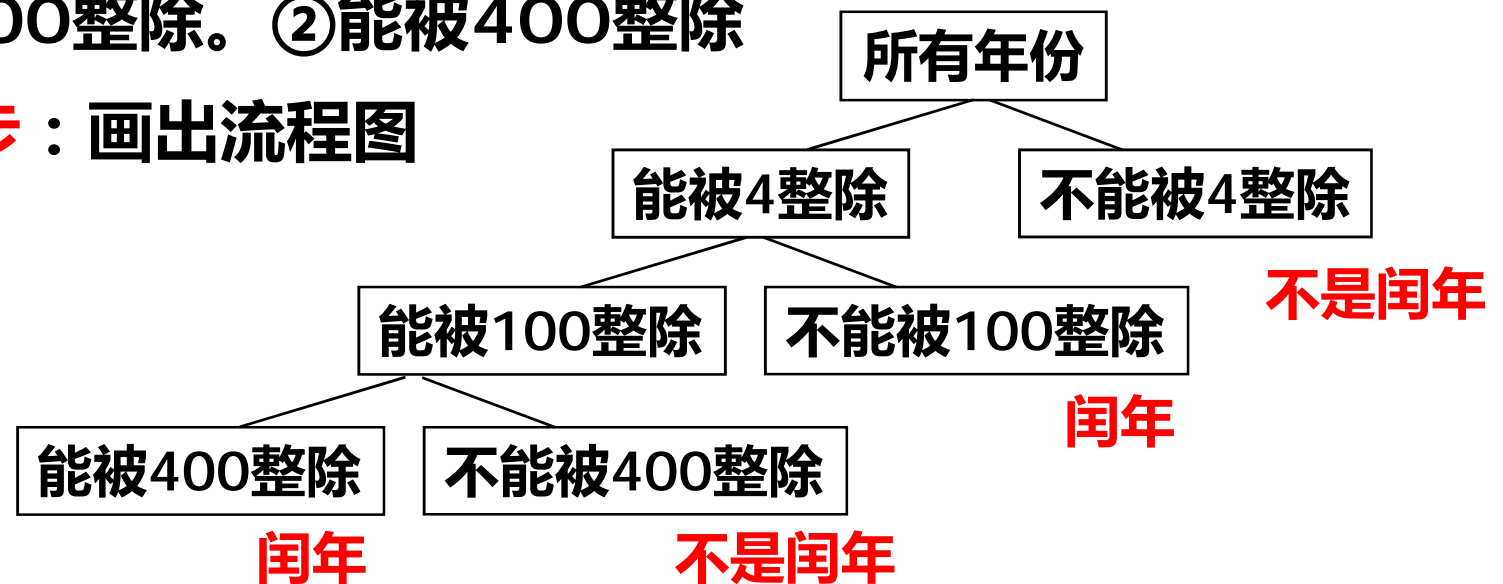 00整除。②能被400整除
所有年份
步：画出流程图
能被4整除
不能被4整除
不是闰年
能被100整除
不能被100整除
闰年
能被400整除
不能被400整除
闰年
不是闰年